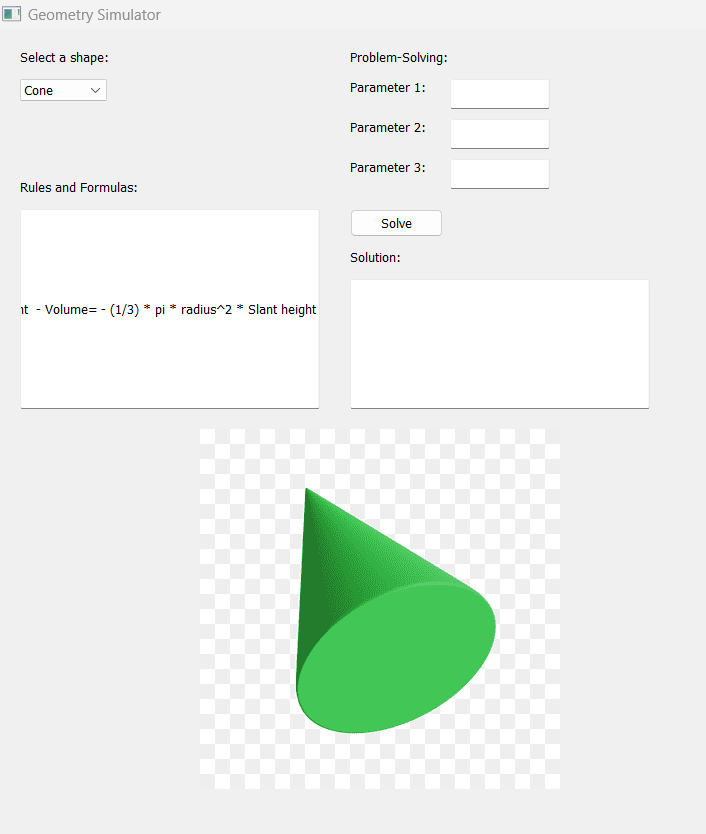 Geometry Simulator
Select a shape:
Cone
Rules and Formulas:
- Volume= - (1/3) * pi * radius^2 * Slant height
Problem-Solving:
Parameter 1:
Parameter 2:
Parameter 3:
Solve
Solution: